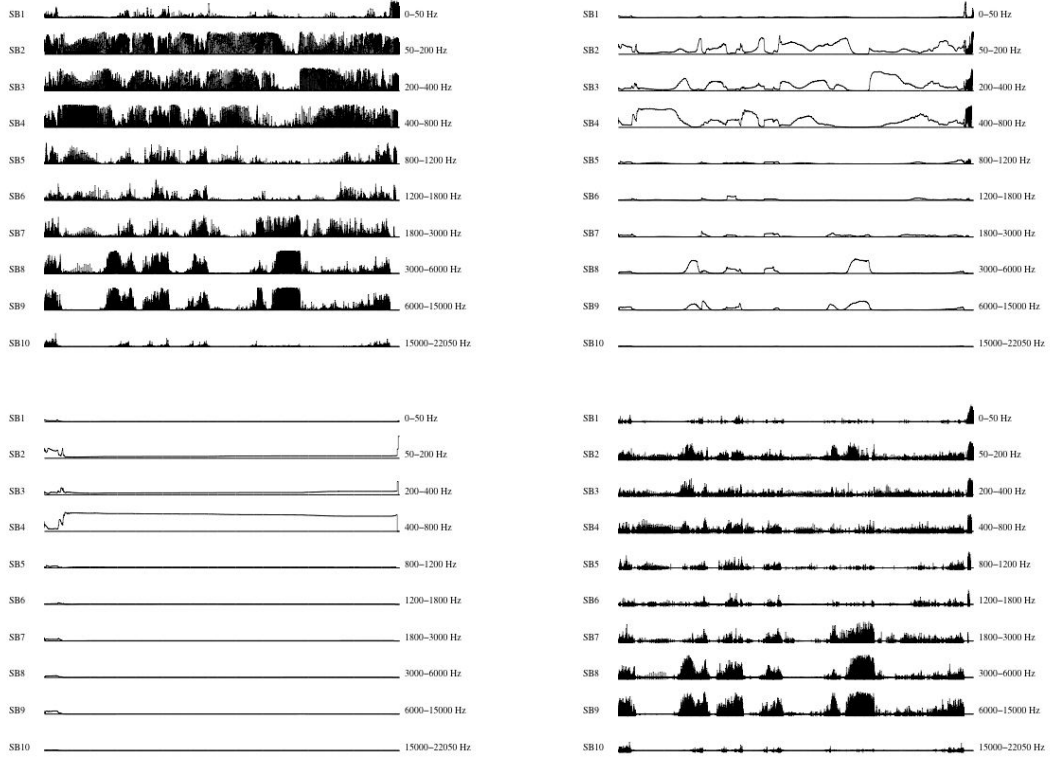 SB1 0–50 Hz
SB2 50–200 Hz
SB3 200–400 Hz
SB4 400–800 Hz
SB5 800–1200 Hz
SB6 1200–1800 Hz
SB7 1800–3000 Hz
SB8 3000–6000 Hz
SB9 6000–15000 Hz
SB10 15000–22050 Hz
SB1 0–50 Hz
SB2 50–200 Hz
SB3 200–400 Hz
SB4 400–800 Hz
SB5 800–1200 Hz
SB6 1200–1800 Hz
SB7 1800–3000 Hz
SB8 3000–6000 Hz
SB9 6000–15000 Hz
SB10 15000–22050 Hz
SB1 0–50 Hz
SB2 50–200 Hz
SB3 200–400 Hz
SB4 400–800 Hz
SB5 800–1200 Hz
SB6 1200–1800 Hz
SB7 1800–3000 Hz
SB8 3000–6000 Hz
SB9 6000–15000 Hz
SB10 15000–22050 Hz
SB1 0–50 Hz
SB2 50–200 Hz
SB3 200–400 Hz
SB4 400–800 Hz
SB5 800–1200 Hz
SB6 1200–1800 Hz
SB7 1800–3000 Hz
SB8 3000–6000 Hz
SB9 6000–15000 Hz
SB10 15000–22050 Hz